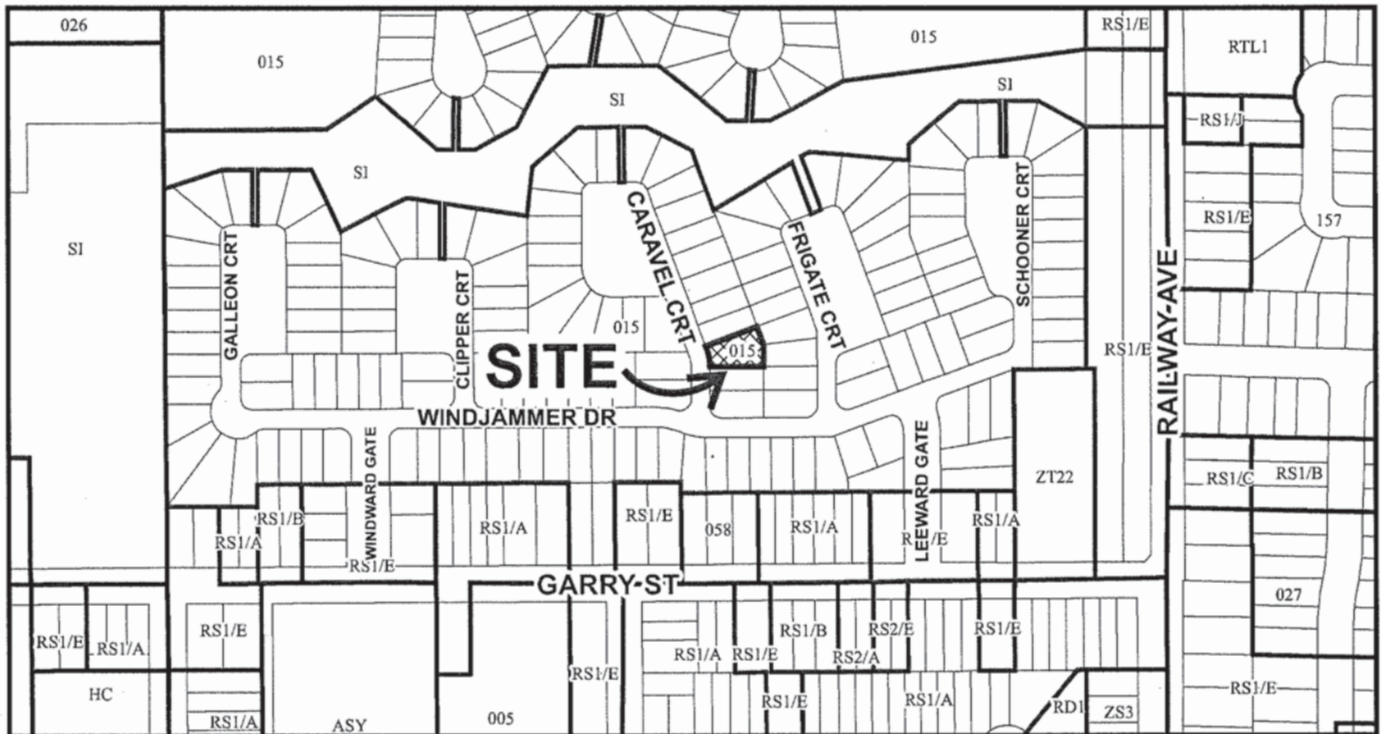 026
015
015
RS1/E
RTL1
SI
SI
RS1/J
SI
SI
RS1/E
157
GALLEON CRT
CLIPPER CRT
CARAVEL CRT
FRIGATE CRT
SCHOONER CRT
RAILWAY AVE
015
015
RS1/E
SITE
WINDJAMMER DR
WINDWARD GATE
LEEWARD GATE
ZT22
RS1/C
RS1/B
RS1/A
RS1/B
RS1/E
RS1/A
RS1/E
058
RS1/A
RS1/A
GARRY ST
RS1/E
RS1/A
RS1/E
HC
RS1/A
ASY
005
RS1/E
RS1/A
RS1/E
RS1/B
RS2/A
RS2/E
RS1/E
RS1/E
RS1/A
RD1
ZS3
027
RS1/E